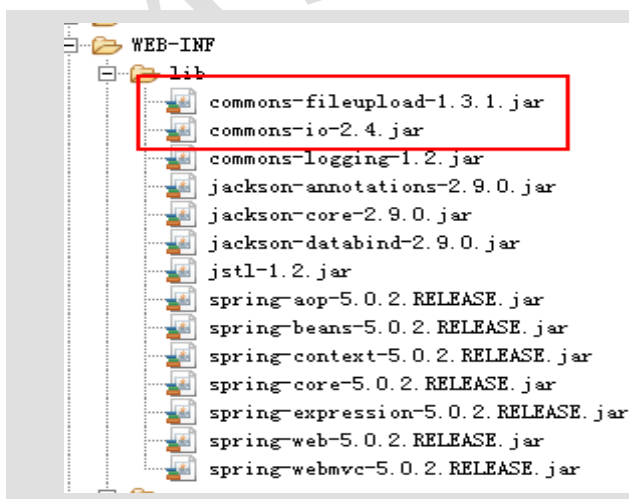 WEB-INF
lib
commons-fileupload-1.3.1.jar
commons-io-2.4.jar
commons-logging-1.2.jar
jackson-annotations-2.9.0.jar
jackson-core-2.9.0.jar
jackson-databind-2.9.0.jar
jstl-1.2.jar
spring-aop-5.0.2.RELEASE.jar
spring-beans-5.0.2.RELEASE.jar
spring-context-5.0.2.RELEASE.jar
spring-core-5.0.2.RELEASE.jar
spring-expression-5.0.2.RELEASE.jar
spring-web-5.0.2.RELEASE.jar
spring-webmvc-5.0.2.RELEASE.jar